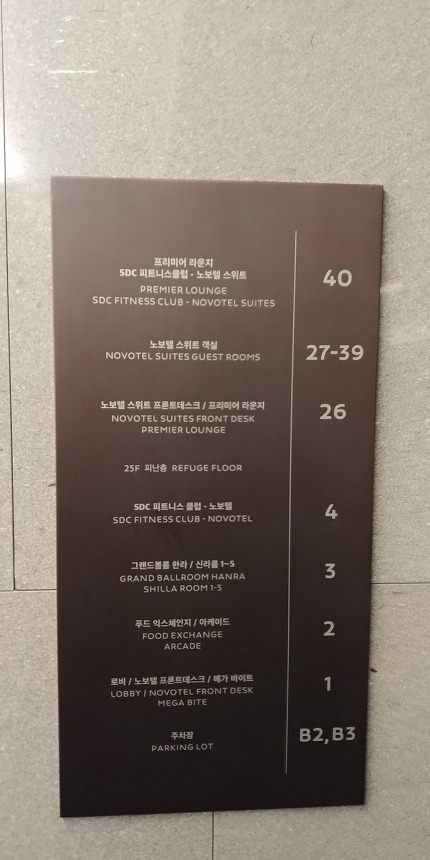 프리미어 라운지
SDC 피트니스클럽 - 노보텔 스위트
PREMIER LOUNGE
SDC FITNESS CLUB - NOVOTEL SUITES
40
노보텔 스위트 객실
NOVOTEL SUITES GUEST ROOMS
27-39
노보텔 스위트 프론트데스크 / 프리미어 라운지
NOVOTEL SUITES FRONT DESK
PREMIER LOUNGE
26
25F 피난층 REFUGE FLOOR
SDC 피트니스 클럽 - 노보텔
SDC FITNESS CLUB - NOVOTEL
4
그랜드볼룸 한라 / 신라룸 1~5
GRAND BALLROOM HANRA
SHILLA ROOM 1-5
3
푸드 익스체인지 / 아케이드
FOOD EXCHANGE
ARCADE
2
로비 / 노보텔 프론트데스크 / 메가 바이트
LOBBY / NOVOTEL FRONT DESK
MEGA BITE
1
주차장
PARKING LOT
B2,B3